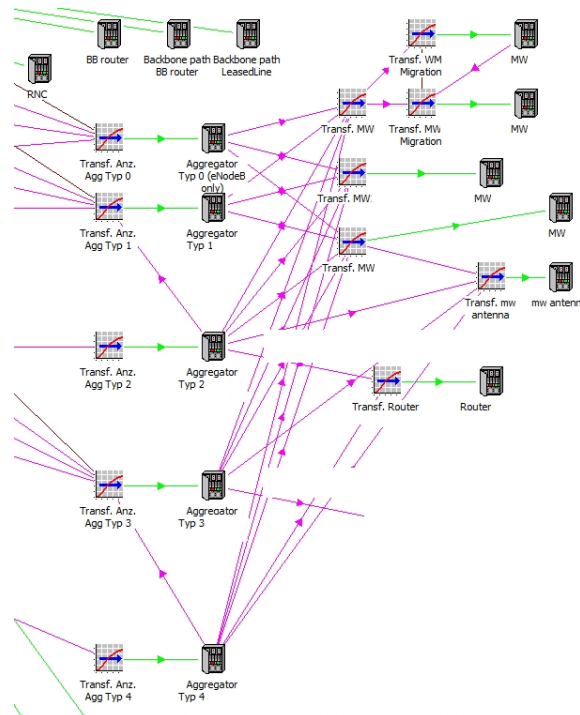 Transf. WM
Migration
MW
BB router
Backbone path
BB router
Backbone path
LeasedLine
RNC
Transf. MW
Transf. MW
Migration
MW
Transf. Anz.
Agg Typ 0
Aggregator
Typ 0 (eNodeB
only)
Transf. MW
MW
Transf. Anz.
Agg Typ 1
Aggregator
Typ 1
MW
Transf. MW
Transf. mw
antenna
mw antenn
Transf. Anz.
Agg Typ 2
Aggregator
Typ 2
Transf. Router
Router
Transf. Anz.
Agg Typ 3
Aggregator
Typ 3
Transf. Anz.
Agg Typ 4
Aggregator
Typ 4